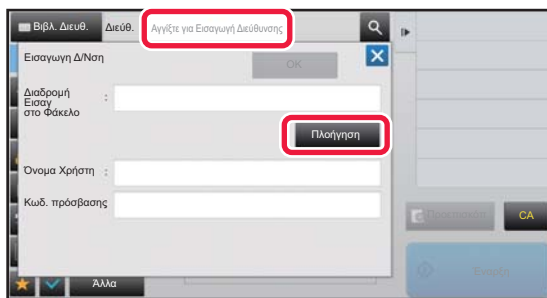 Βιβλ. Διευθ. Διεύθ. Αγγίξτε για Εισαγωγή Διεύθυνσης
Εισαγωγη Δ/Νση
OK
Διαδρομή :
Εισαγ
στο Φάκελο
Πλοήγηση
Όνομα Χρήστη :
Κωδ. πρόσβασης
CA
Έναρξη
Άλλα